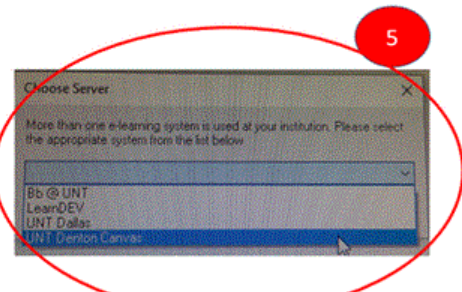 5
Choose Server
More than one e-learning system is used at your institution. Please select
the appropriate system from the list below
Bb @ UNT
LearnDEV
UNT Dallas
UNT Denton Canvas